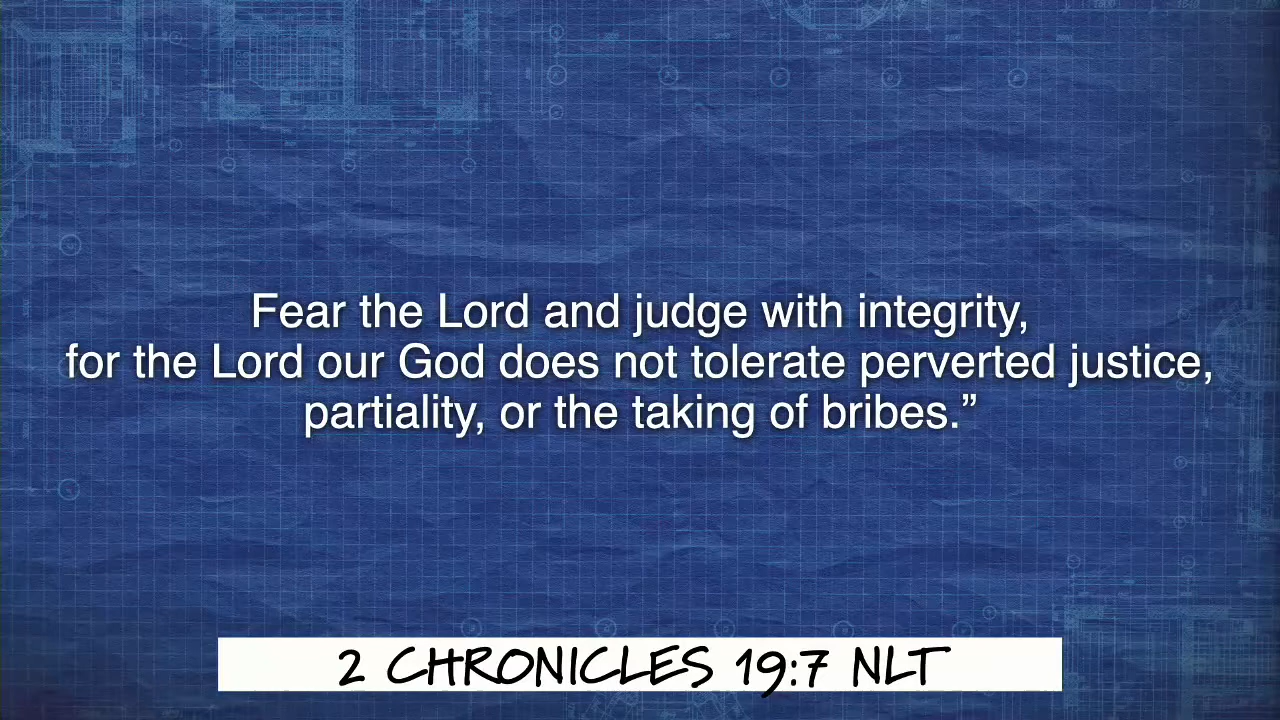 Fear the Lord and judge with integrity,
for the Lord our God does not tolerate perverted justice,
partiality, or the taking of bribes.”
2 CHRONICLES 19:7 NLT